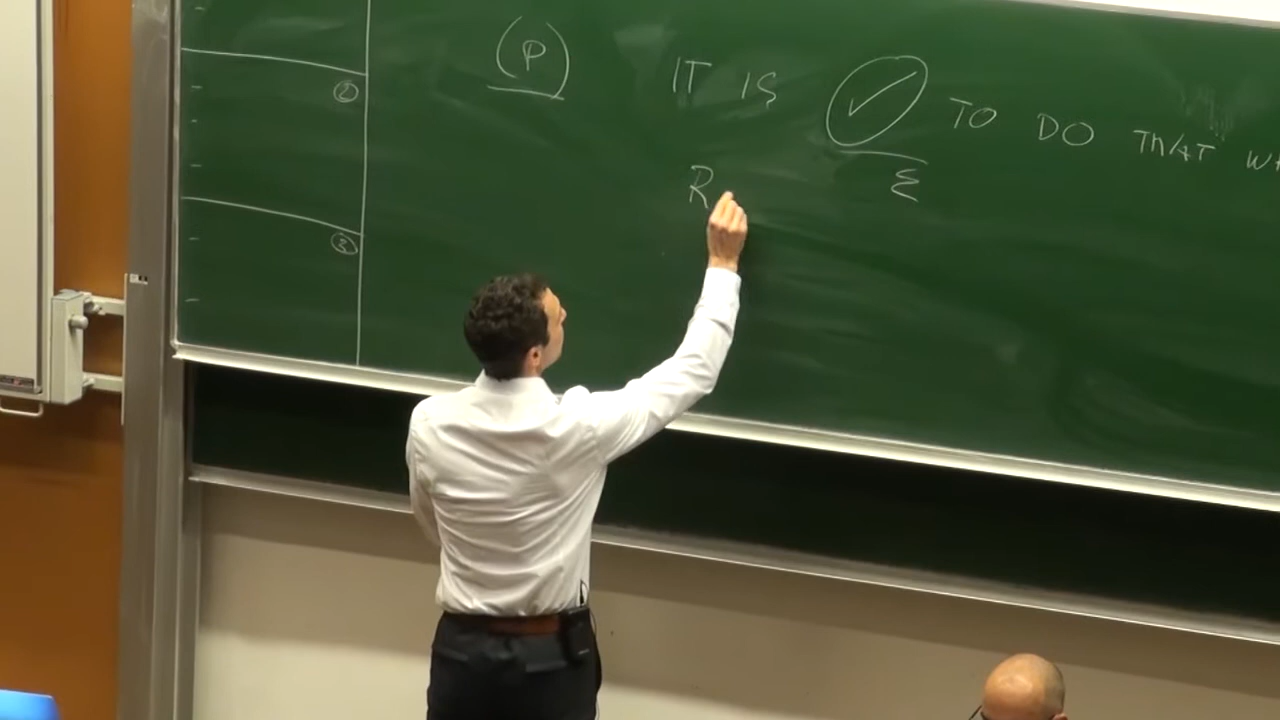 (P) IT IS ✓ TO DO THAT
R ε
②
③